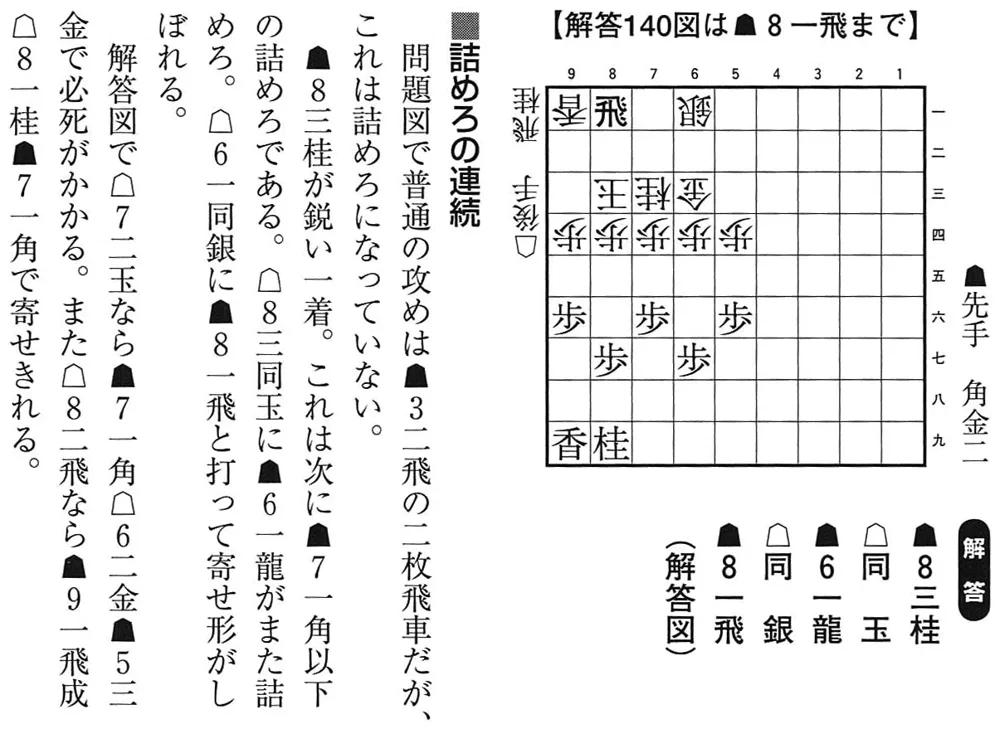 【解答140図は☗8一飛まで】
9 8 7 6 5 4 3 2 1
香 飛 銀 一
二
玉 桂 金 三
歩 歩 歩 歩 歩 四
五
歩 歩 歩 六
歩 歩 七
八
香 桂 九
☖後手 飛桂
☗先手 角金二
解答
☗8三桂
☖同玉
☗6一龍
☖同銀
☗8一飛
(解答図)
■詰めろの連続
問題図で普通の攻めは☗3二飛の二枚飛車だが、
これは詰めろになっていない。
☗8三桂が鋭い一着。これは次に☗7一角以下
の詰めろである。☖8三同玉に☗6一龍がまた詰
めろ。☖6一同銀に☗8一飛と打って寄せ形がし
ぼれる。
解答図で☖7二玉なら☗7一角☖6二金☗5三
金で必死がかかる。また☖8二飛なら☗9一飛成
☖8一桂☗7一角で寄せきれる。